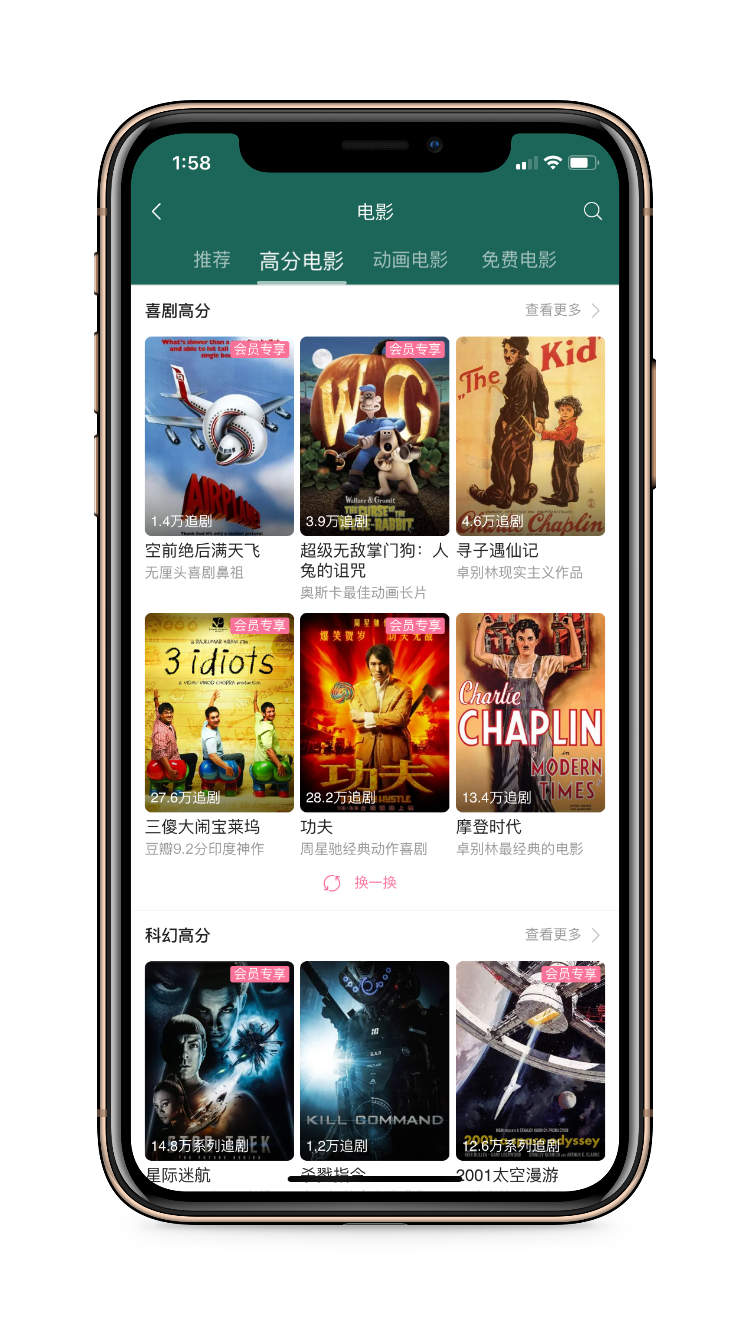 1:58
电影
推荐
高分电影
动画电影
免费电影
喜剧高分
查看更多
What's slower than a
and able to hit tall
single bou
会员专享
AIRPLANE
1.4万追剧
会员专享
WG
Wallace & Gromit
THE CURSE OF THE
WERE-RABBIT
3.9万追剧
"The Kid"
Charlie Chaplin
4.6万追剧
空前绝后满天飞
无厘头喜剧鼻祖
超级无敌掌门狗：人
兔的诅咒
奥斯卡最佳动画长片
寻子遇仙记
卓别林现实主义作品
会员专享
a RAJKUMAR HIRANI film
3 idiots
a VIDHU VINOD CHOPRA production
27.6万追剧
周星驰
会员专享
爆笑贺岁
功夫无敌
功夫
HUSTLE
28.2万追剧
Charlie
CHAPLIN
in
MODERN
TIMES
13.4万追剧
三傻大闹宝莱坞
豆瓣9.2分印度神作
功夫
周星驰经典动作喜剧
摩登时代
卓别林最经典的电影
换一换
科幻高分
查看更多
会员专享
STAR TREK
14.8万系列追剧
KILL COMMAND
1.2万追剧
会员专享
2001: a space odyssey
12.6万系列追剧
星际迷航
杀戮指令
2001太空漫游